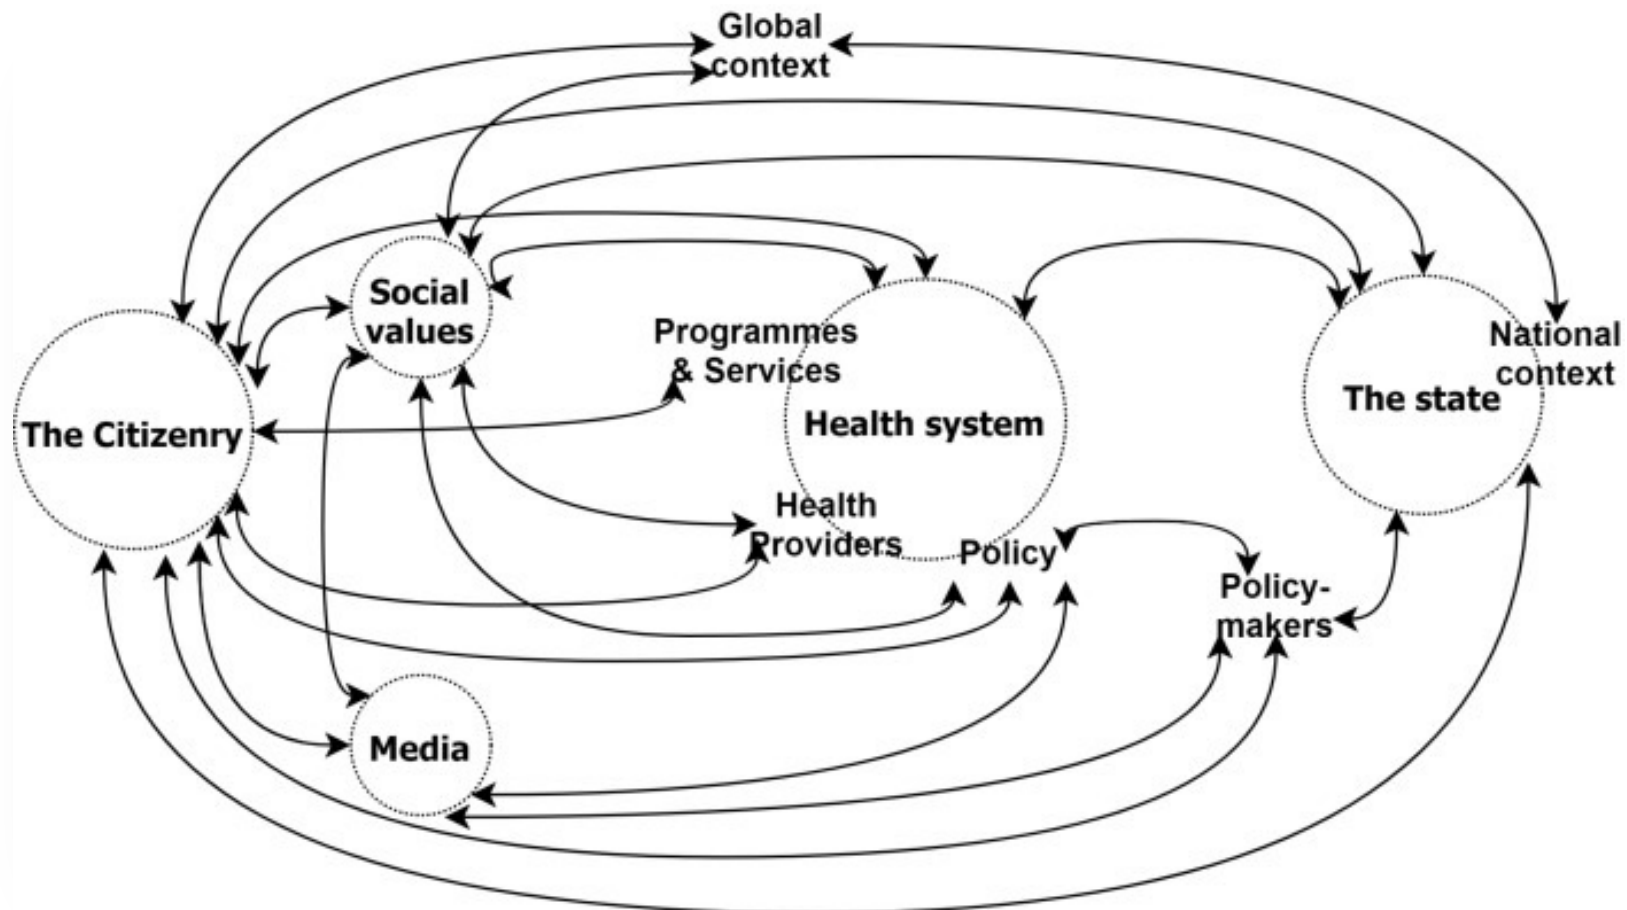 Global
context
Social
values
Programmes
& Services
National
context
The state
The Citizenry
Health system
Health
Providers
Policy
Policy-
makers
Media